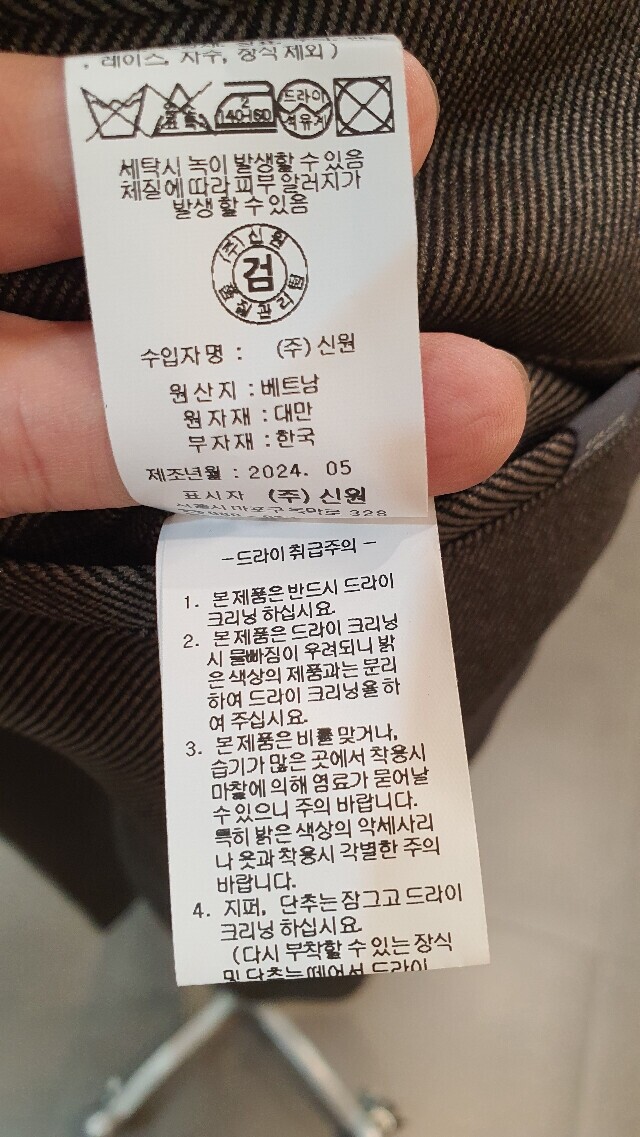 , 레이스, 자수, 장식 제외 )
2
140-160
드라이
석유계
세탁시 녹이 발생할 수 있음
체질에 따라 피부 알러지가
발생 할 수 있음
(주)신원
검
품질관리팀
수입자명 : (주) 신원
원산지 : 베트남
원자재 : 대만
부자재 : 한국
제조년월 : 2024. 05
표시자 (주) 신원
328
-드라이 취급주의 -
1. 본 제품은 반드시 드라이
크리닝 하십시요.
2. 본 제품은 드라이 크리닝
시 물빠짐이 우려되니 밝
은 색상의 제품과는 분리
하여 드라이 크리닝을 하
여 주십시요.
3. 본 제품은 비를 맞거나,
습기가 많은 곳에서 착용시
마찰에 의해 염료가 묻어날
수 있으니 주의 바랍니다.
특히 밝은 색상의 악세사리
나 옷과 착용시 각별한 주의
바랍니다.
4. 지퍼, 단추는 잠그고 드라이
크리닝 하십시요.
(다시 부착할 수 있는 장식
및 단추는 떼어서 드라이